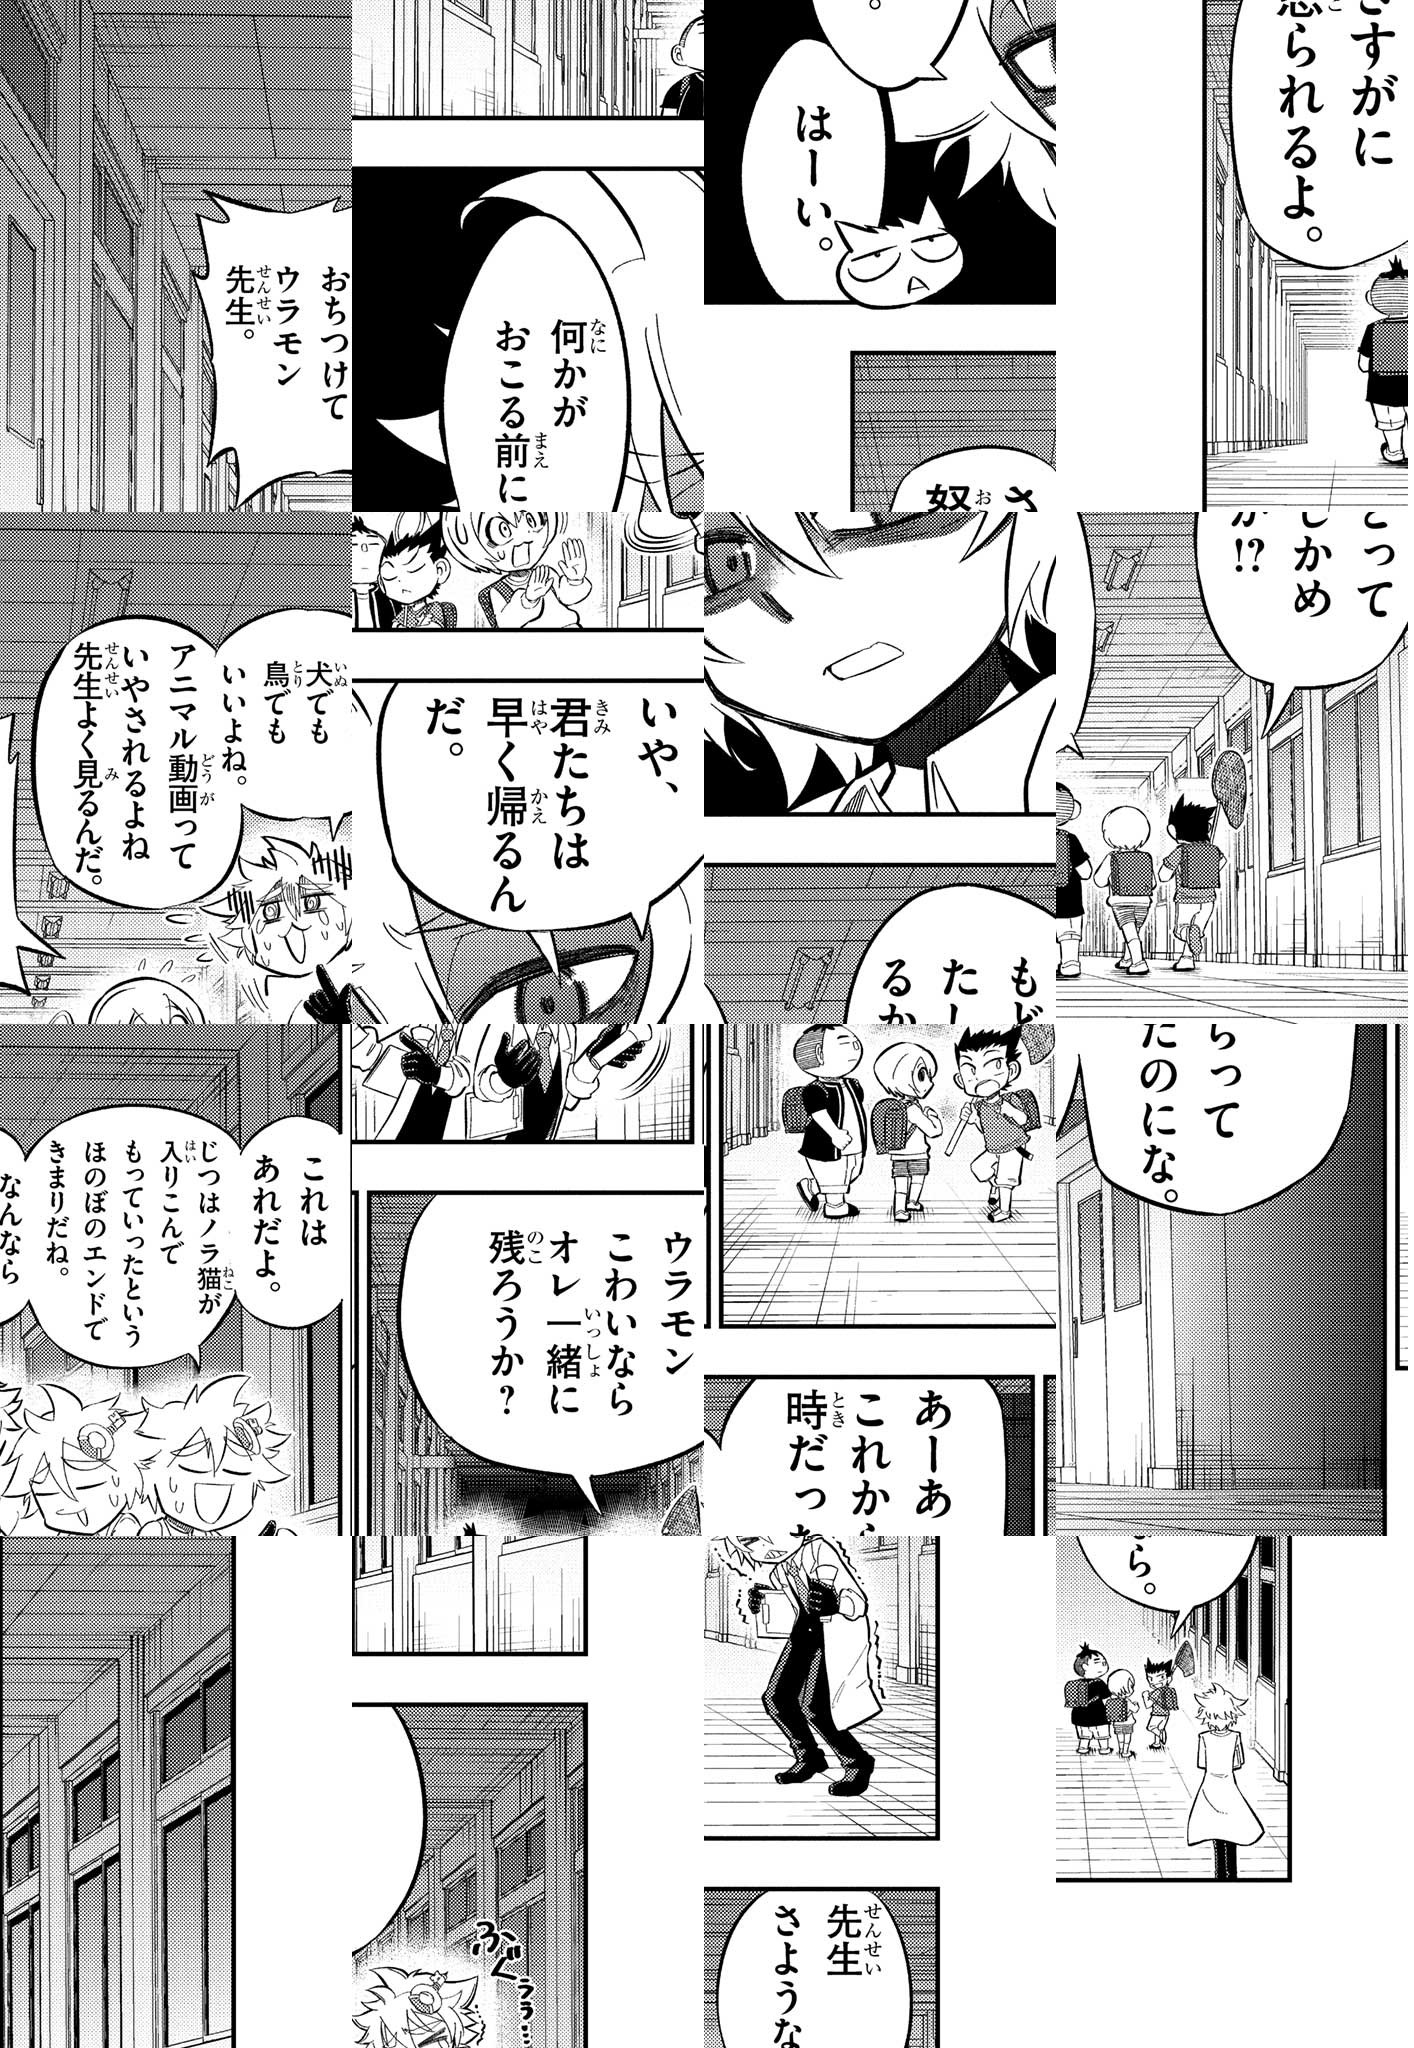 おちつけて
ウラモン
先生。
何かが
おこる前に
はーい。
さすがに
怒られるよ。
犬でも
鳥でも
いいよね。
アニマル動画って
いやされるよね
先生よく見るんだ。
いや、
君たちは
早く帰るん
だ。
もど
たし
るか
って
かめ
!?
これは
あれだよ。
じつはノラ猫が
入りこんで
もっていったという
ほのぼのエンドで
きまりだね。
なんなら
ウラモン
こわいなら
オレ一緒に
残ろうか?
あーあ
これから
時だっ
らって
たのにな。
ふぐぅぅ…
先生
さような
ら。